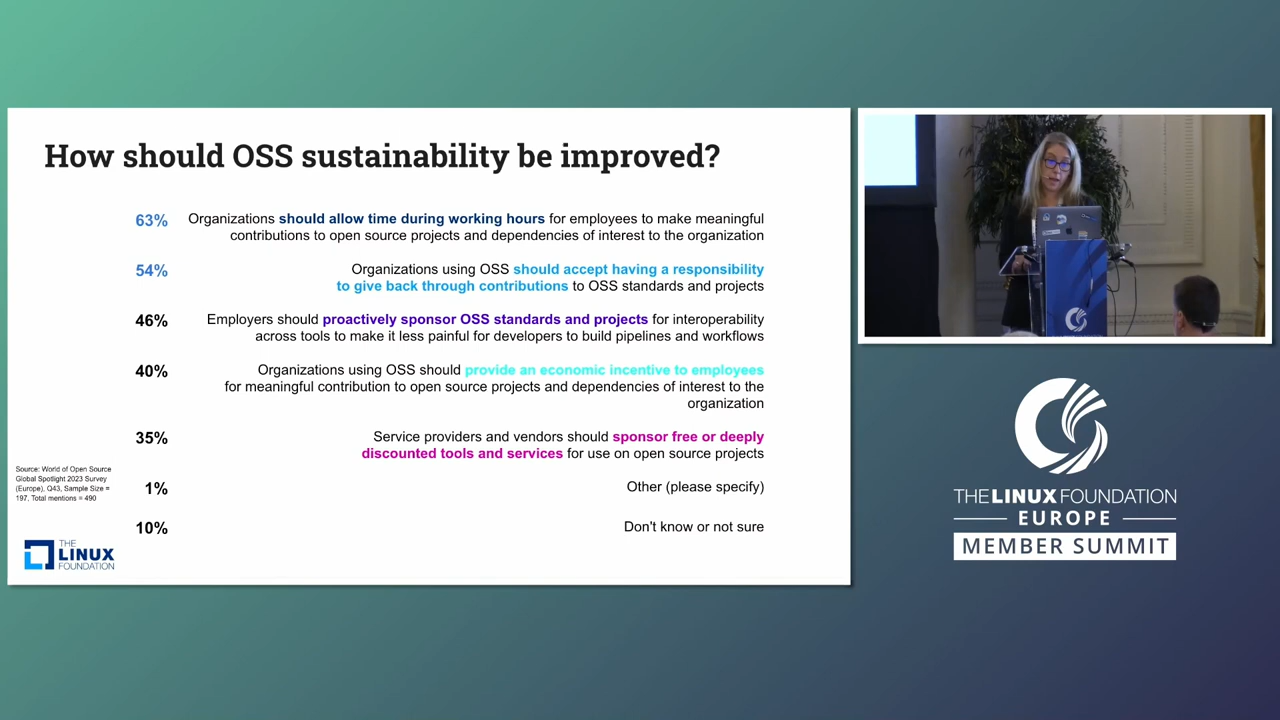 How should OSS sustainability be improved?
63% Organizations should allow time during working hours for employees to make meaningful
contributions to open source projects and dependencies of interest to the organization
54% Organizations using OSS should accept having a responsibility
to give back through contributions to OSS standards and projects
46% Employers should proactively sponsor OSS standards and projects for interoperability
across tools to make it less painful for developers to build pipelines and workflows
40% Organizations using OSS should provide an economic incentive to employees
for meaningful contribution to open source projects and dependencies of interest to the
organization
35% Service providers and vendors should sponsor free or deeply
discounted tools and services for use on open source projects
1% Other (please specify)
10% Don't know or not sure
Source: World of Open Source
Global Spotlight 2023 Survey
(Europe), Q43, Sample Size =
197, Total mentions = 490
THE
LINUX
FOUNDATION
THE LINUX FOUNDATION
EUROPE
MEMBER SUMMIT